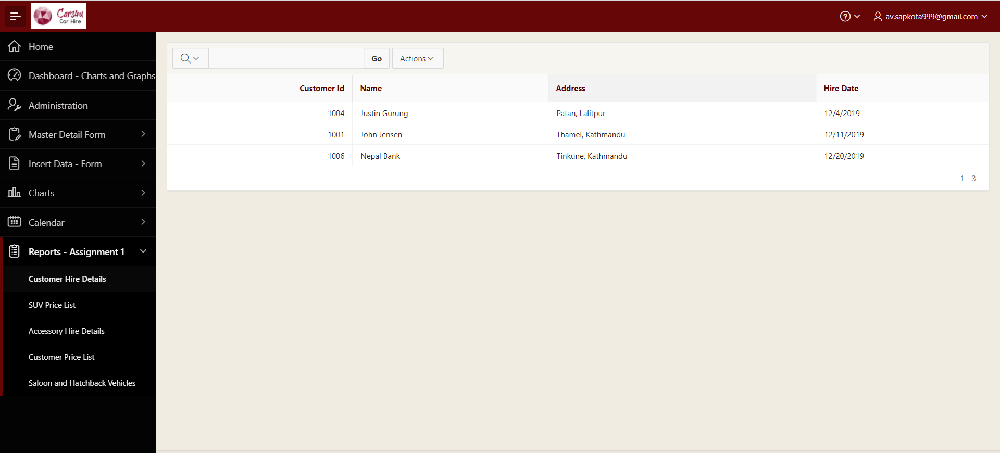 Cars4u
Car Hire
av.sapkota999@gmail.com
Home
Dashboard - Charts and Graphs
Administration
Master Detail Form
Insert Data - Form
Charts
Calendar
Reports - Assignment 1
Customer Hire Details
SUV Price List
Accessory Hire Details
Customer Price List
Saloon and Hatchback Vehicles
Go Actions
Customer Id Name Address Hire Date
1004 Justin Gurung Patan, Lalitpur 12/4/2019
1001 John Jensen Thamel, Kathmandu 12/11/2019
1006 Nepal Bank Tinkune, Kathmandu 12/20/2019
1 - 3